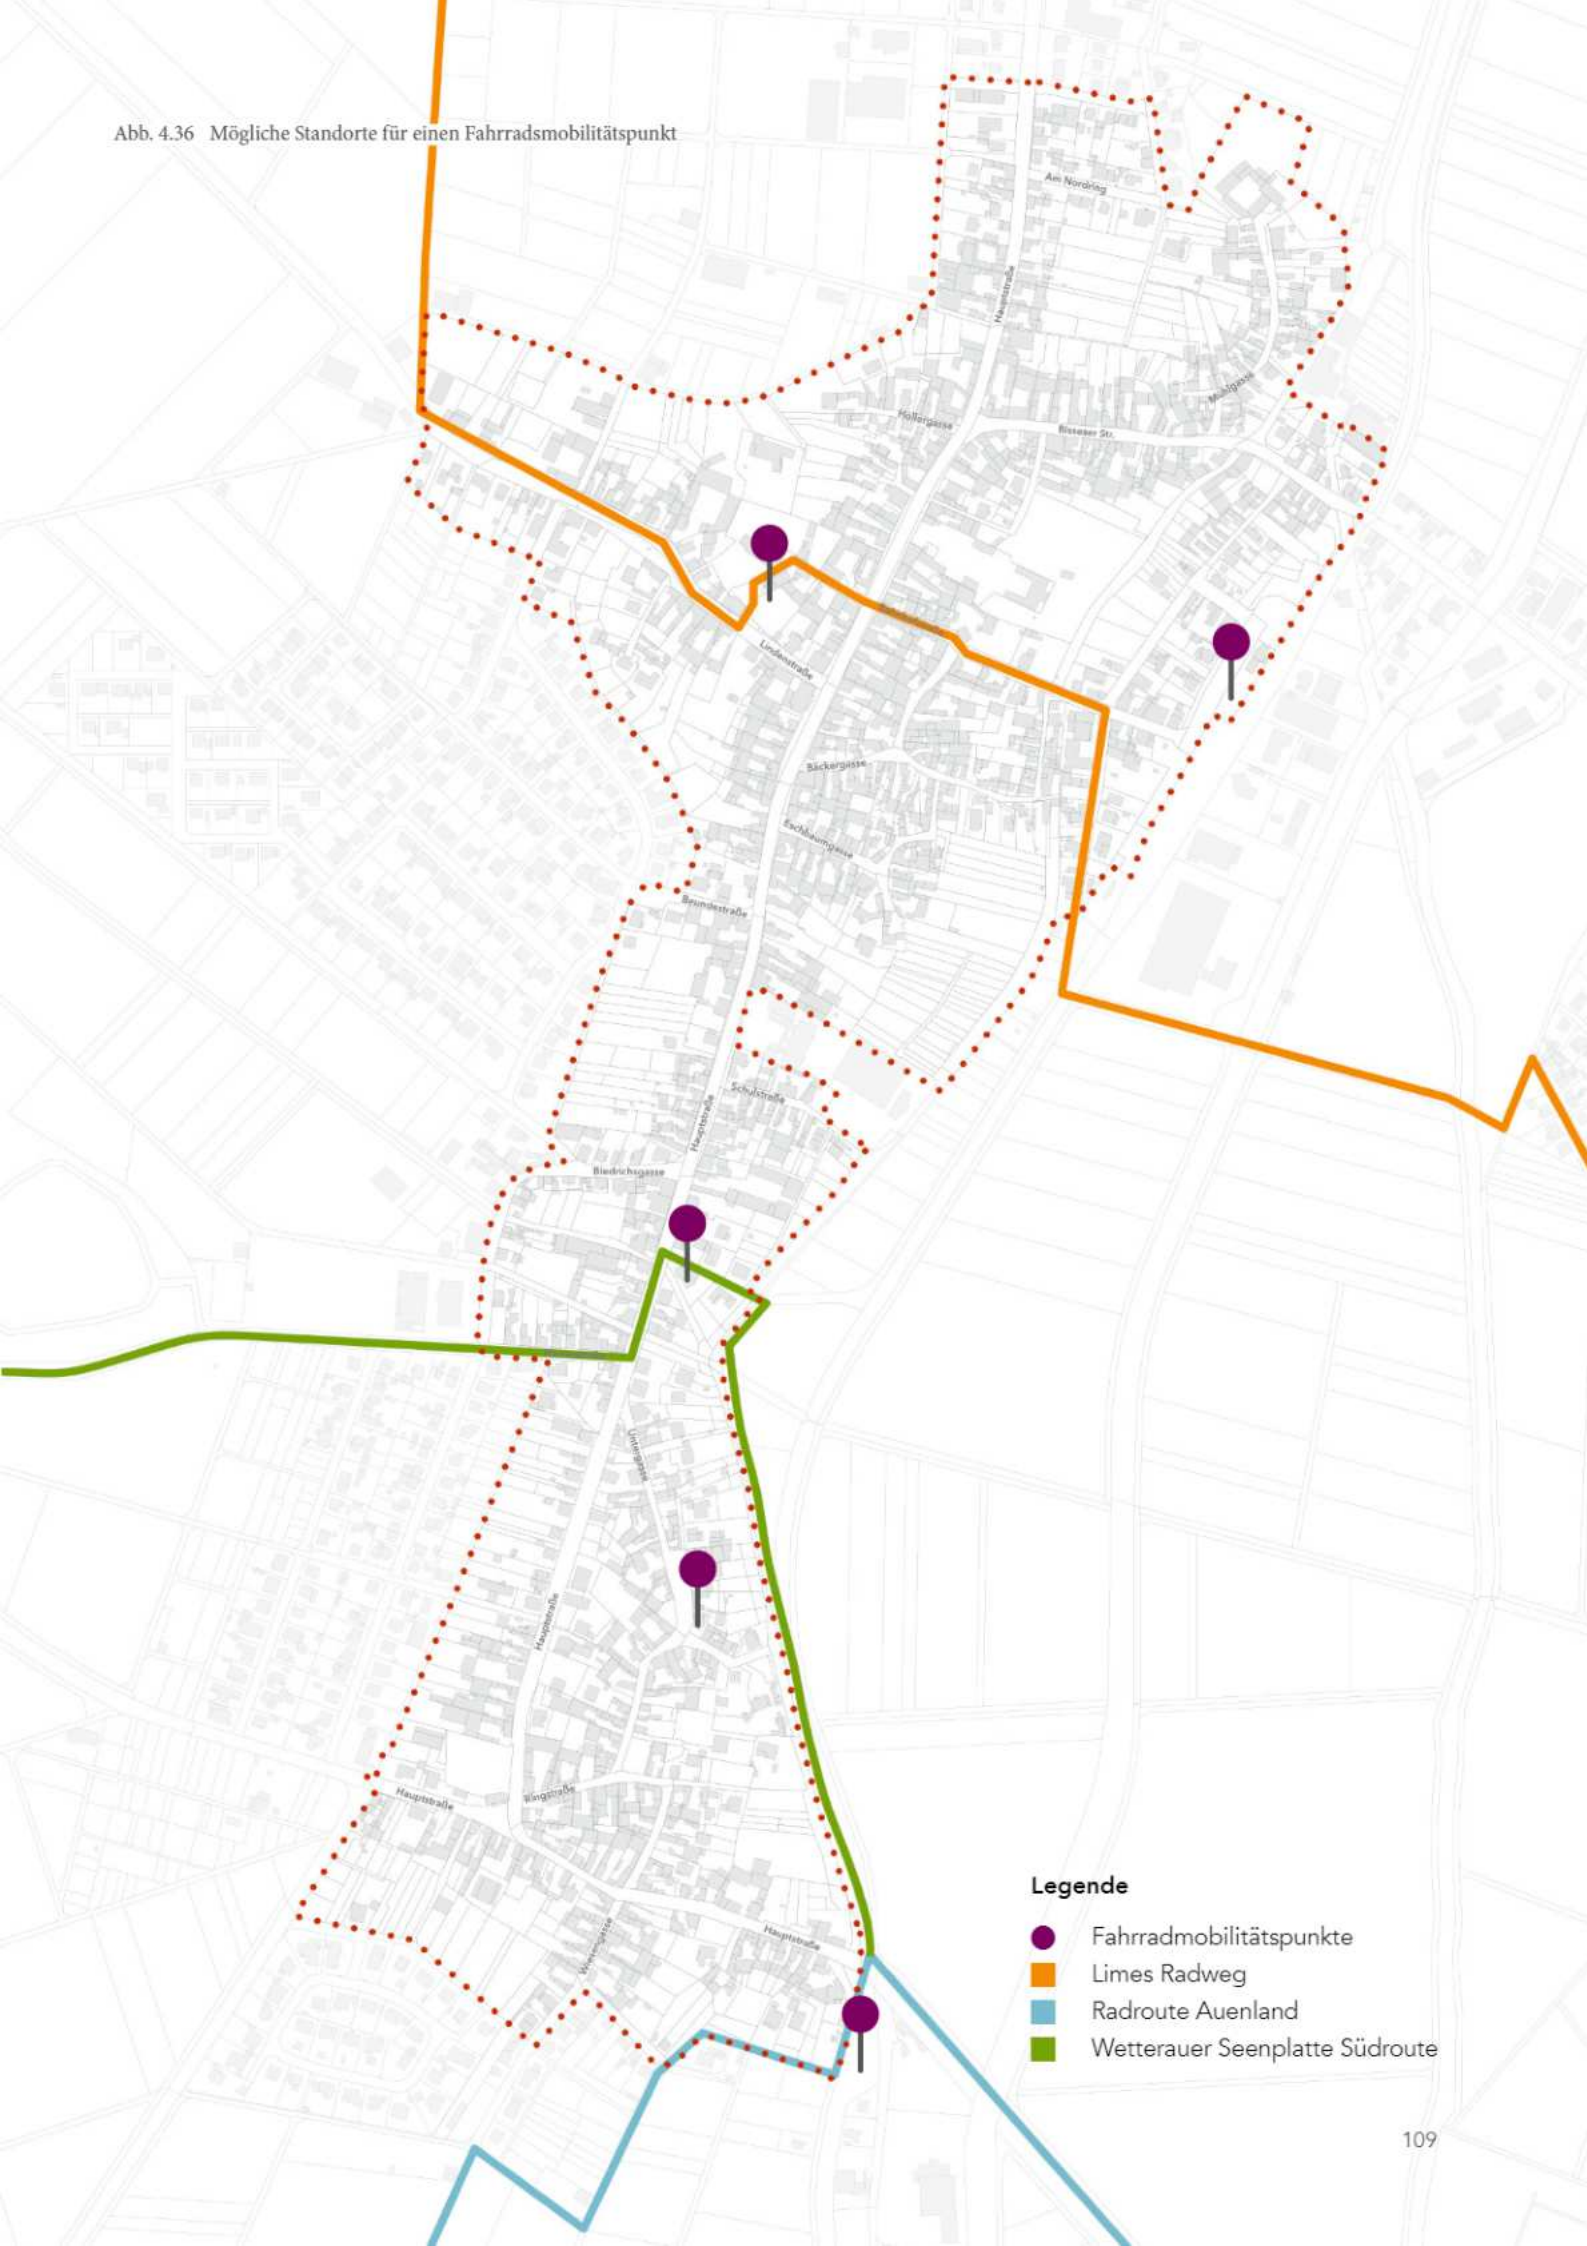 Abb. 4.36 Mögliche Standorte für einen Fahrradsmobilitätspunkt
Am Nordring
Hauptstraße
Mühlgasse
Hollergasse
Bisseser Str.
Lindenstraße
Bäckergasse
Eschbaumgasse
Beundestraße
Schulstraße
Hauptstraße
Biedrichsgasse
Untergasse
Hauptstraße
Ringstraße
Hauptstraße
Wiesengasse
Hauptstraße
Legende
Fahrradmobilitätspunkte
Limes Radweg
Radroute Auenland
Wetterauer Seenplatte Südroute
109